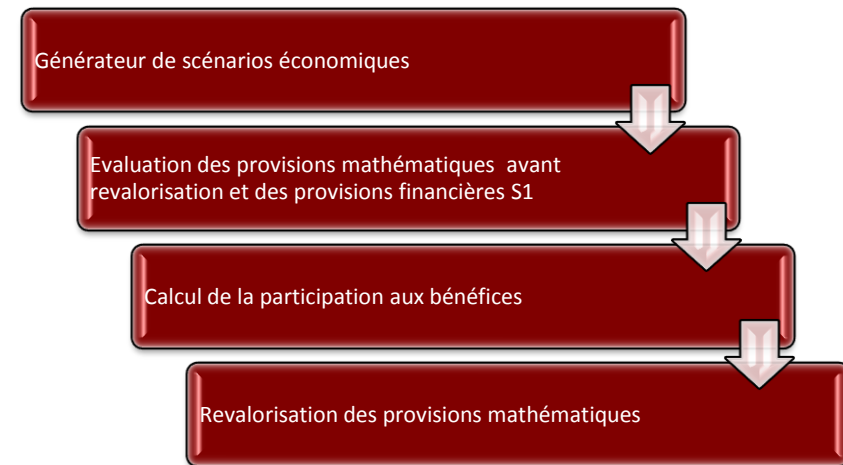 Générateur de scénarios économiques
Evaluation des provisions mathématiques avant
revalorisation et des provisions financières S1
Calcul de la participation aux bénéfices
Revalorisation des provisions mathématiques